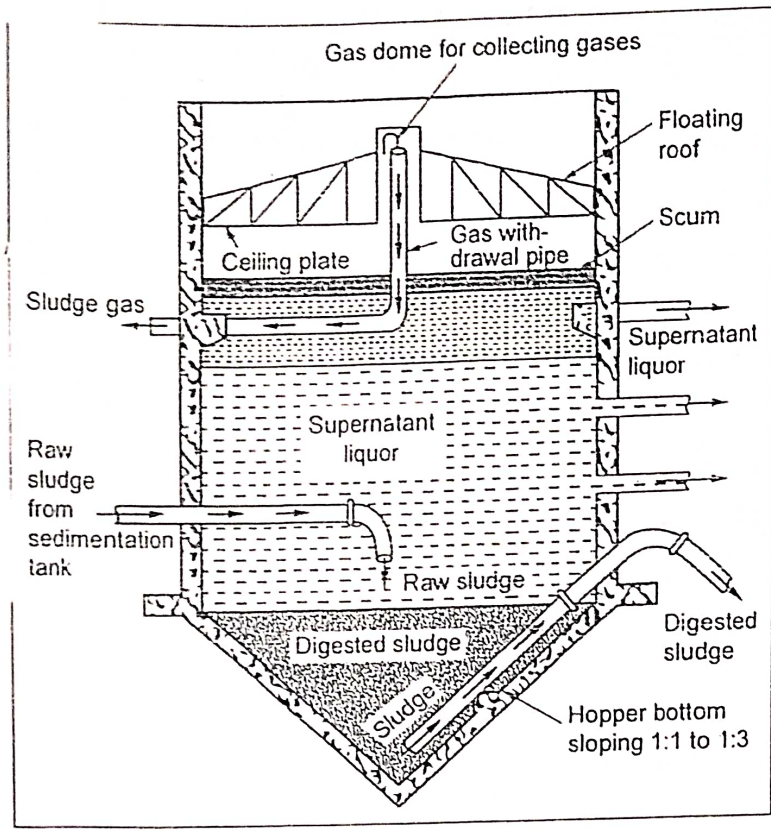 Gas dome for collecting gases
Floating
roof
Scum
Ceiling plate
Gas with-
drawal pipe
Sludge gas
Supernatant
liquor
Supernatant
liquor
Raw
sludge
from
sedimentation
tank
Raw sludge
Digested sludge
Digested
sludge
Sludge
Hopper bottom
sloping 1:1 to 1:3